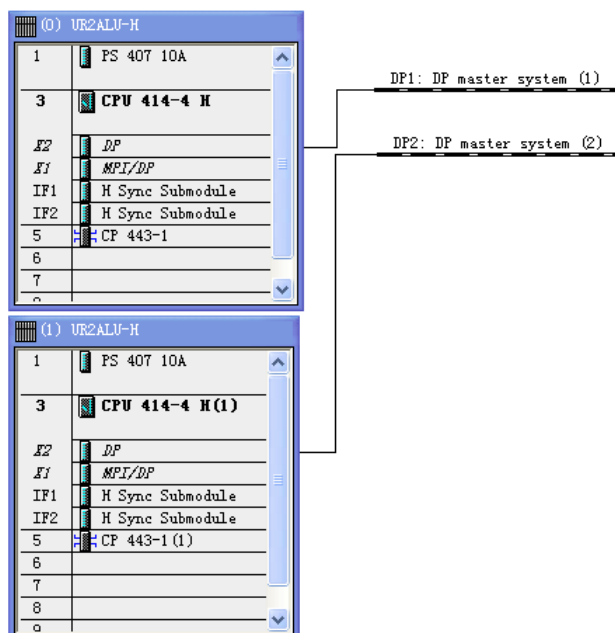 (0) UR2ALU-H
1 PS 407 10A
3 CPU 414-4 H
X2 DP
X1 MPI/DP
IF1 H Sync Submodule
IF2 H Sync Submodule
5 CP 443-1
6
7
DP1: DP master system (1)
DP2: DP master system (2)
(1) UR2ALU-H
1 PS 407 10A
3 CPU 414-4 H(1)
X2 DP
X1 MPI/DP
IF1 H Sync Submodule
IF2 H Sync Submodule
5 CP 443-1(1)
6
7
8
9